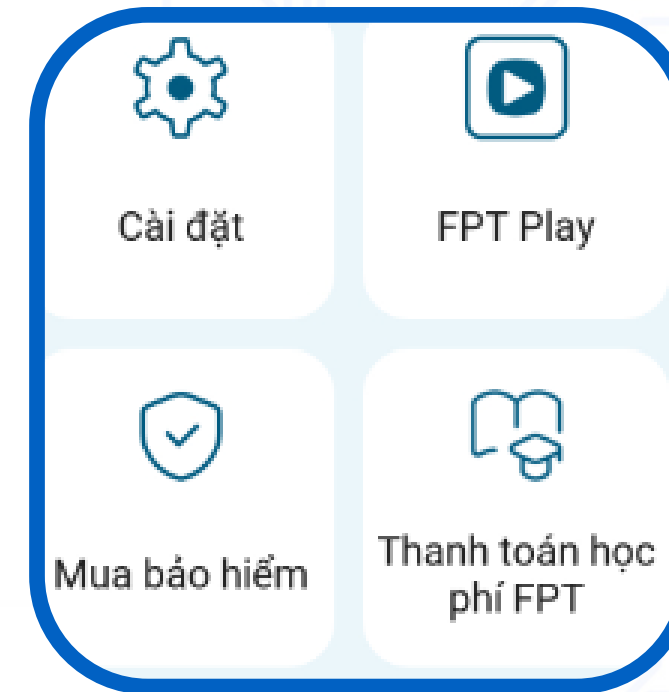 Cài đặt
FPT Play
Mua bảo hiểm
Thanh toán học
phí FPT